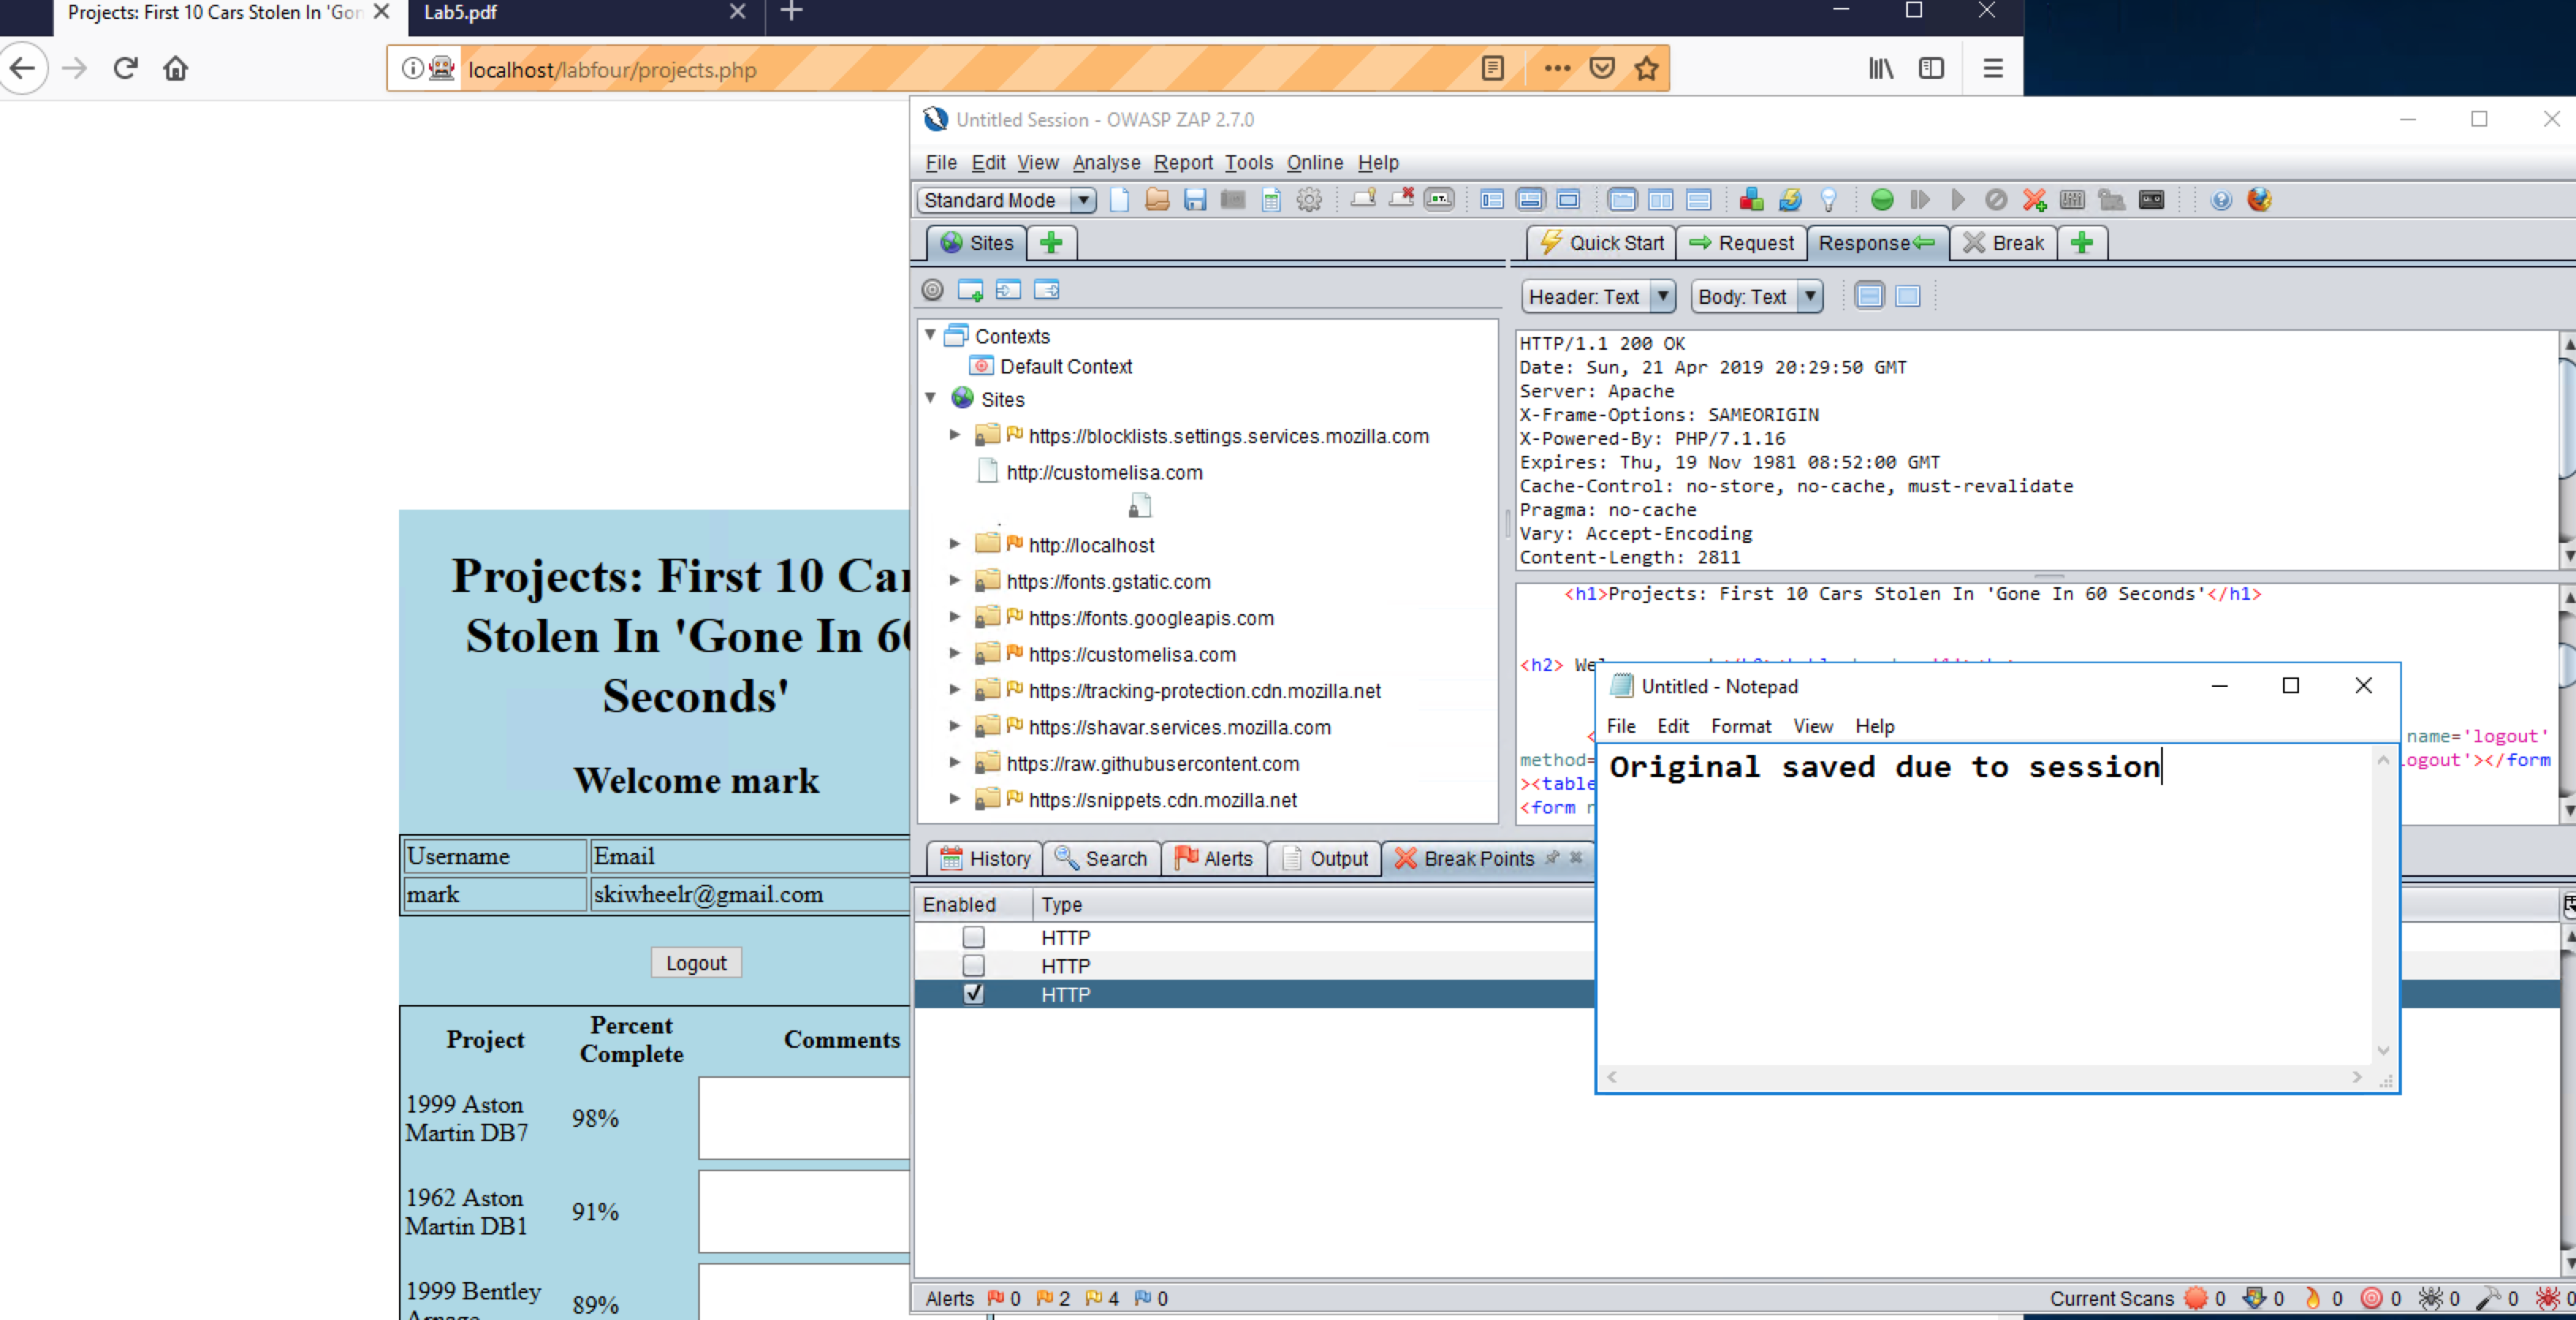 Projects: First 10 Cars Stolen In 'Gon
Lab5.pdf
localhost/labfour/projects.php
Untitled Session - OWASP ZAP 2.7.0
File Edit View Analyse Report Tools Online Help
Standard Mode
Sites
Quick Start
Request
Response
Break
Header: Text
Body: Text
Contexts
Default Context
Sites
https://blocklists.settings.services.mozilla.com
http://customelisa.com
http://localhost
https://fonts.gstatic.com
https://fonts.googleapis.com
https://customelisa.com
https://tracking-protection.cdn.mozilla.net
https://shavar.services.mozilla.com
https://raw.githubusercontent.com
https://snippets.cdn.mozilla.net
HTTP/1.1 200 OK
Date: Sun, 21 Apr 2019 20:29:50 GMT
Server: Apache
X-Frame-Options: SAMEORIGIN
X-Powered-By: PHP/7.1.16
Expires: Thu, 19 Nov 1981 08:52:00 GMT
Cache-Control: no-store, no-cache, must-revalidate
Pragma: no-cache
Vary: Accept-Encoding
Content-Length: 2811
<h1>Projects: First 10 Cars Stolen In 'Gone In 60 Seconds'</h1>
<h2> We
<
name='logout'
method=
ogout'></form
><table
<form
Untitled - Notepad
File Edit Format View Help
Original saved due to session
History
Search
Alerts
Output
Break Points
Enabled Type
HTTP
HTTP
HTTP
Alerts 0 2 4 0
Current Scans 0 0 0 0 0 0 0
Projects: First 10 Car
Stolen In 'Gone In 60
Seconds'
Welcome mark
Username Email
mark skiwheelr@gmail.com
Logout
Project Percent Complete Comments
1999 Aston
Martin DB7
98%
1962 Aston
Martin DB1
91%
1999 Bentley
89%